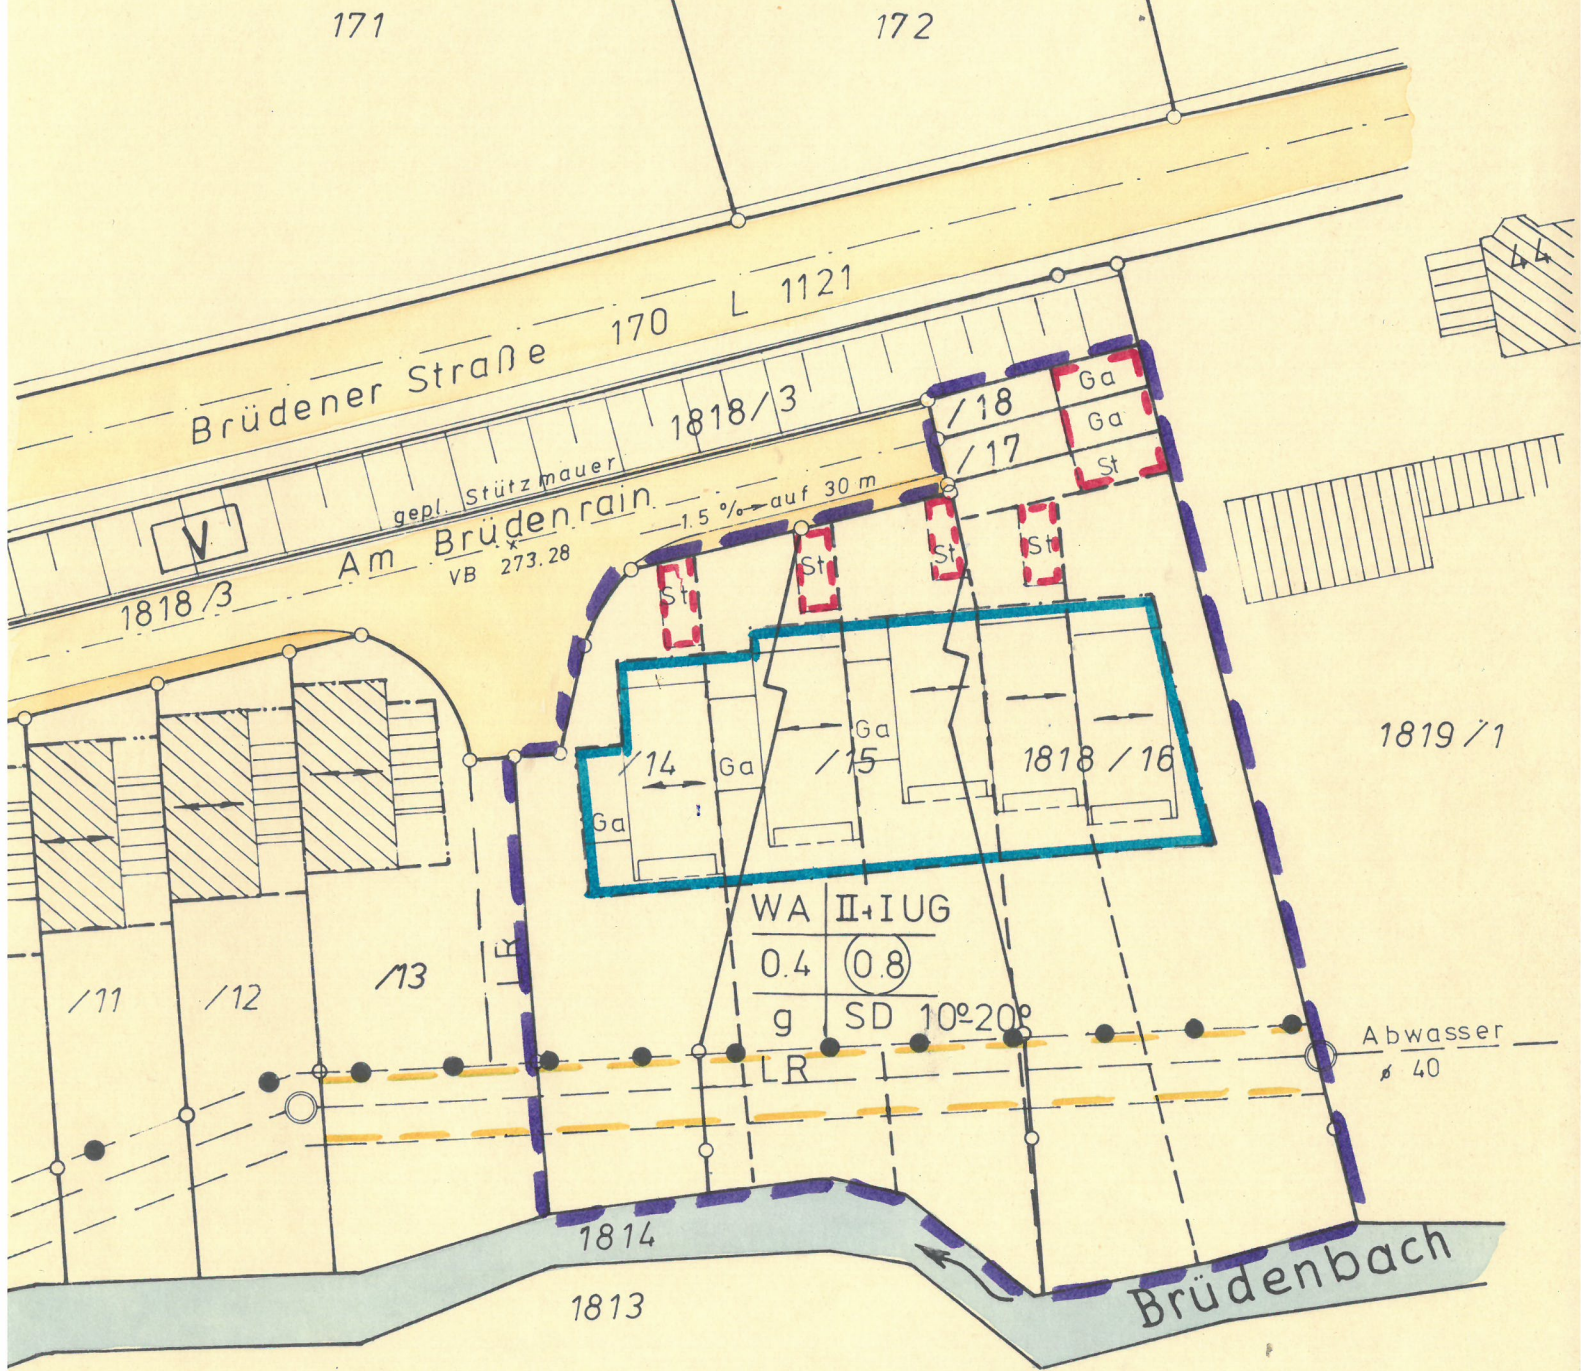 171
172
44
Brüdener Straße 170 L 1121
1818/3
gepl. Stützmauer
V
Am Brüdenrain
1.5 % auf 30 m
VB 273.28
1818/3
/18
Ga
/17
Ga
St
St
St
St
St
/14
Ga
/15
Ga
1818/16
Ga
1819/1
WA II+IUG
0.4 0.8
g SD 10°-20°
/11
/12
/13
LR
LR
Abwasser
ø 40
1814
1813
Brüdenbach